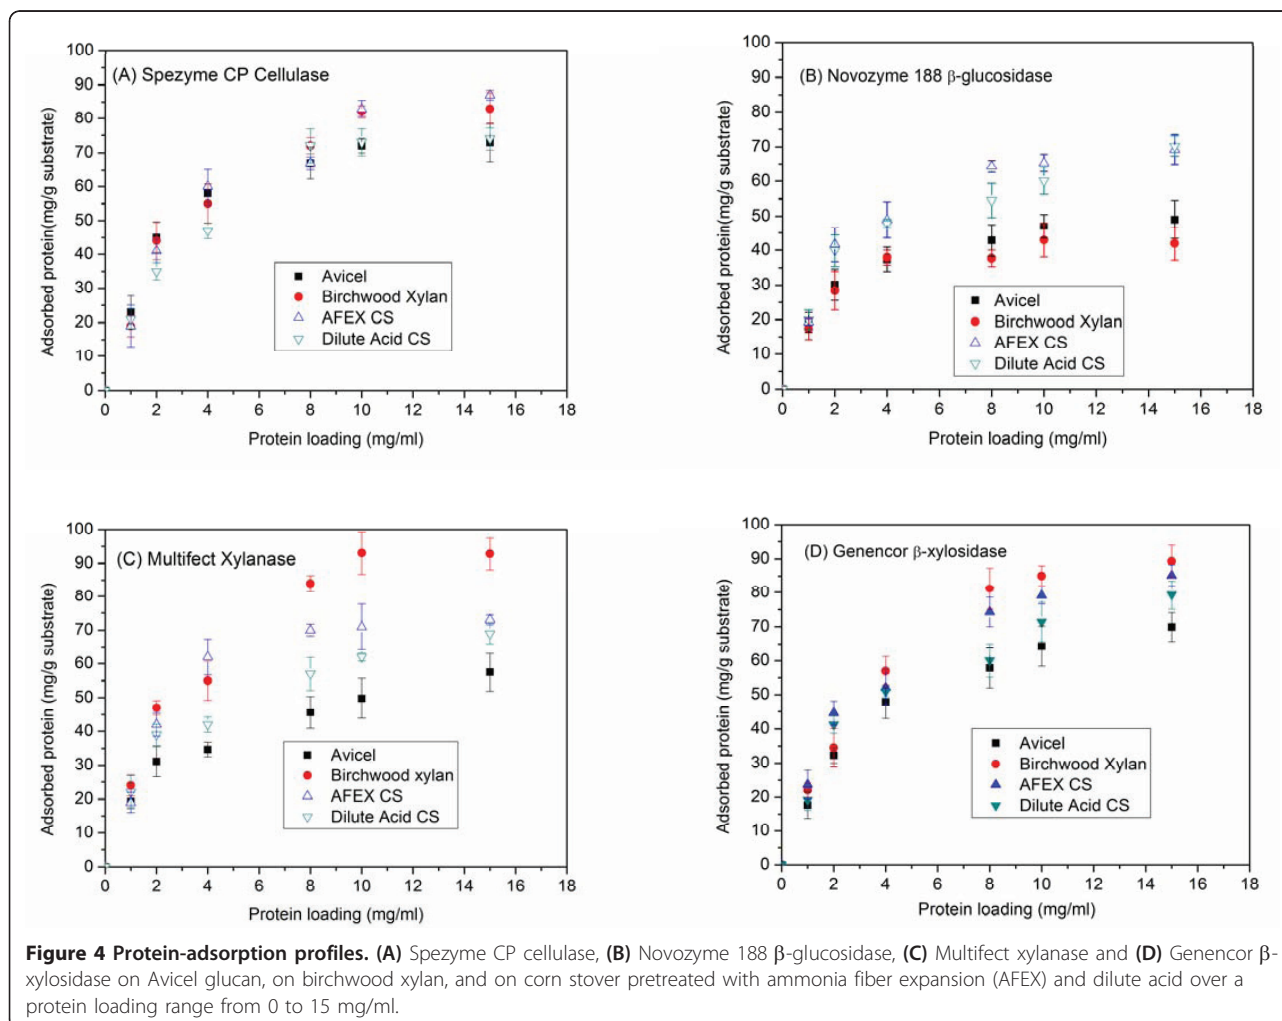 100
90
80
70
60
50
40
30
20
10
0
Adsorbed protein(mg/g substrate)
(A) Spezyme CP Cellulase
Avicel
Birchwood Xylan
AFEX CS
Dilute Acid CS
2 4 6 8 10 12 14 16 18
Protein loading (mg/ml)
100
90
80
70
60
50
40
30
20
10
0
Adsorbed protein(mg/g substrate)
(B) Novozyme 188 β-glucosidase
Avicel
Birchwood Xylan
AFEX CS
Dilute Acid CS
0 2 4 6 8 10 12 14 16 18
Protein loading (mg/ml)
100
90
80
70
60
50
40
30
20
10
0
Adsorbed protein (mg/g substrate)
(C) Multifect Xylanase
Avicel
Birchwood xylan
AFEX CS
Dilute Acid CS
0 2 4 6 8 10 12 14 16 18
Protein loading (mg/ml)
100
90
80
70
60
50
40
30
20
10
0
Adsorbed protein (mg/g substrate)
(D) Genencor β-xylosidase
Avicel
Birchwood Xylan
AFEX CS
Dilute Acid CS
0 2 4 6 8 10 12 14 16 18
Protein loading (mg/ml)
Figure 4 Protein-adsorption profiles. (A) Spezyme CP cellulase, (B) Novozyme 188 β-glucosidase, (C) Multifect xylanase and (D) Genencor β-
xylosidase on Avicel glucan, on birchwood xylan, and on corn stover pretreated with ammonia fiber expansion (AFEX) and dilute acid over a
protein loading range from 0 to 15 mg/ml.